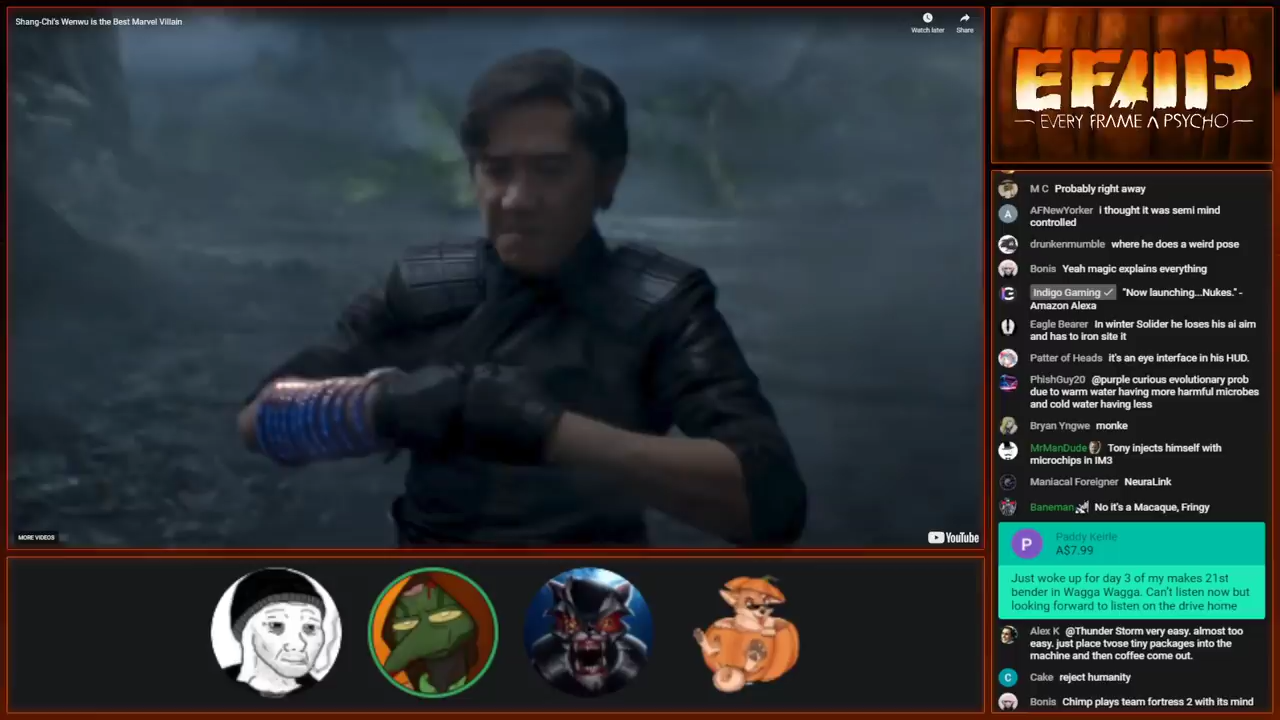 Shang-Chi's Wenwu is the Best Marvel Villain
Watch later
Share
MORE VIDEOS
YouTube
EFAP
EVERY FRAME A PSYCHO
M C Probably right away
AFNewYorker i thought it was semi mind
controlled
drunkenmumble where he does a weird pose
Bonis Yeah magic explains everything
Indigo Gaming "Now launching...Nukes." -
Amazon Alexa
Eagle Bearer In winter Solider he loses his ai aim
and has to iron site it
Patter of Heads it's an eye interface in his HUD.
PhishGuy20 @purple curious evolutionary prob
due to warm water having more harmful microbes
and cold water having less
Bryan Yngwe monke
MrManDude Tony injects himself with
microchips in IM3
Maniacal Foreigner NeuraLink
Baneman No it's a Macaque, Fringy
P
Paddy Keirle
A$7.99
Just woke up for day 3 of my makes 21st
bender in Wagga Wagga. Can't listen now but
looking forward to listen on the drive home
Alex K @Thunder Storm very easy. almost too
easy. just place tvose tiny packages into the
machine and then coffee come out.
C
Cake reject humanity
Bonis Chimp plays team fortress 2 with its mind